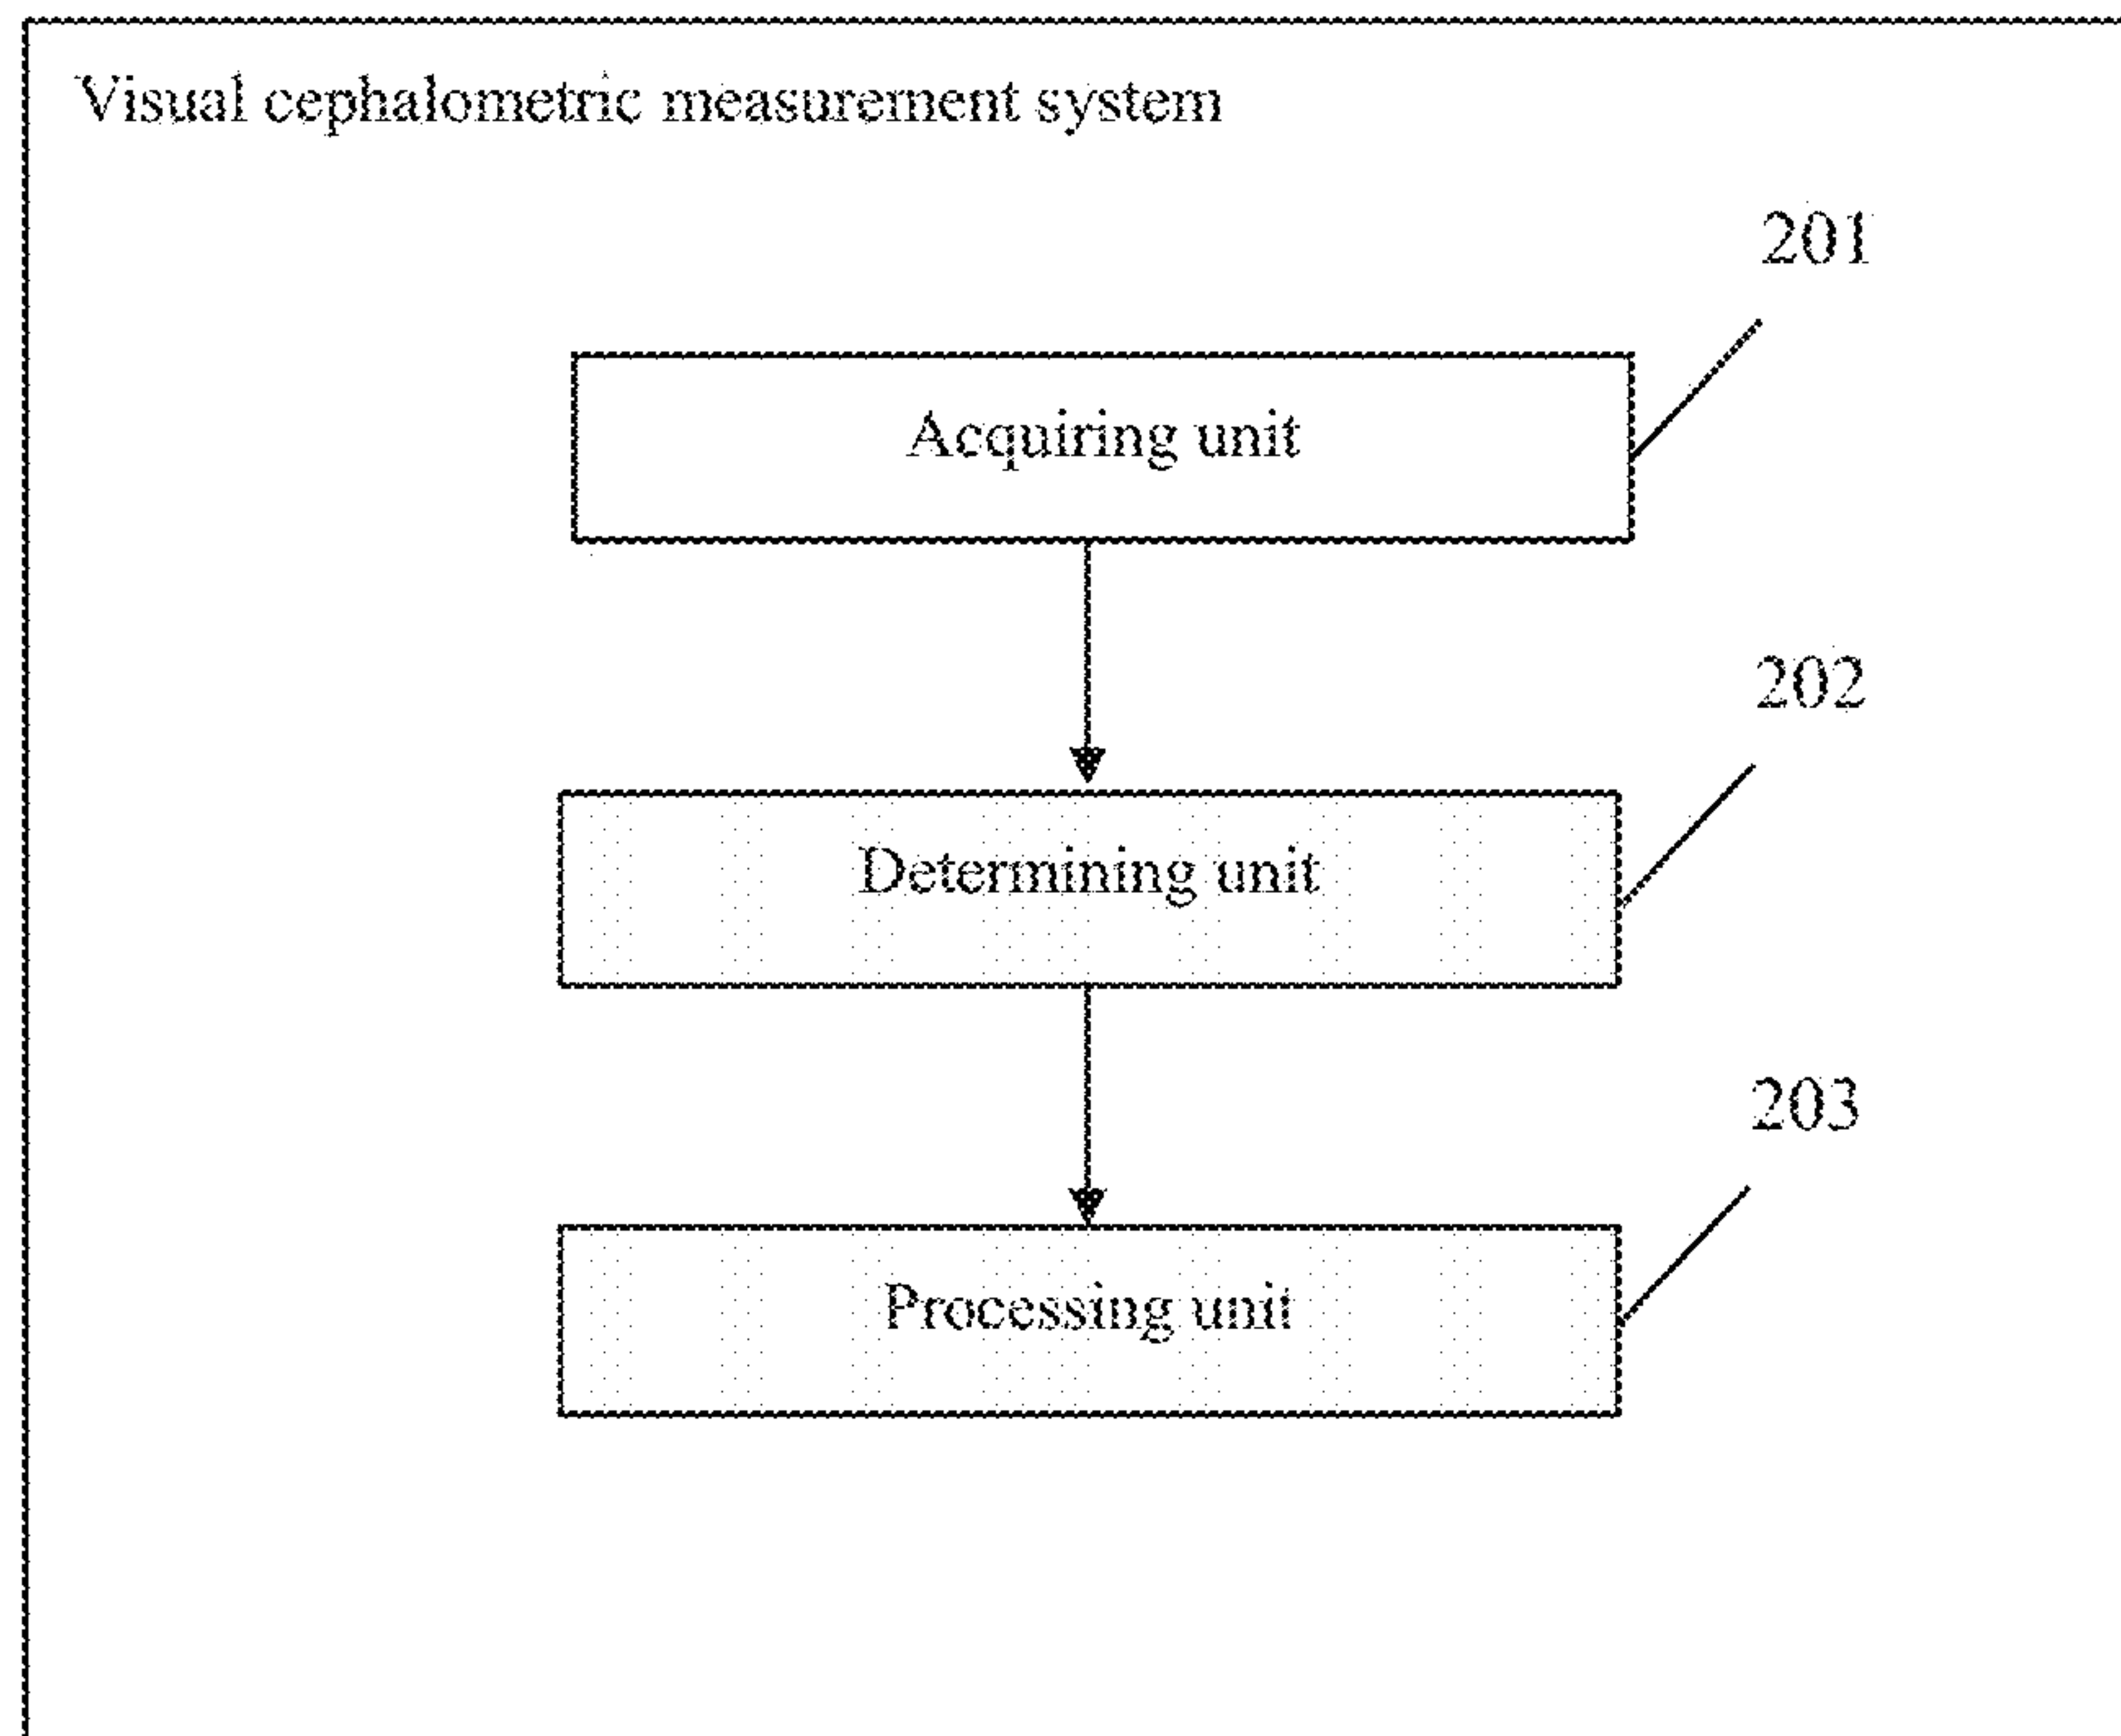 Visual cephalometric measurement system
201
Acquiring unit
202
Determining unit
203
Processing unit